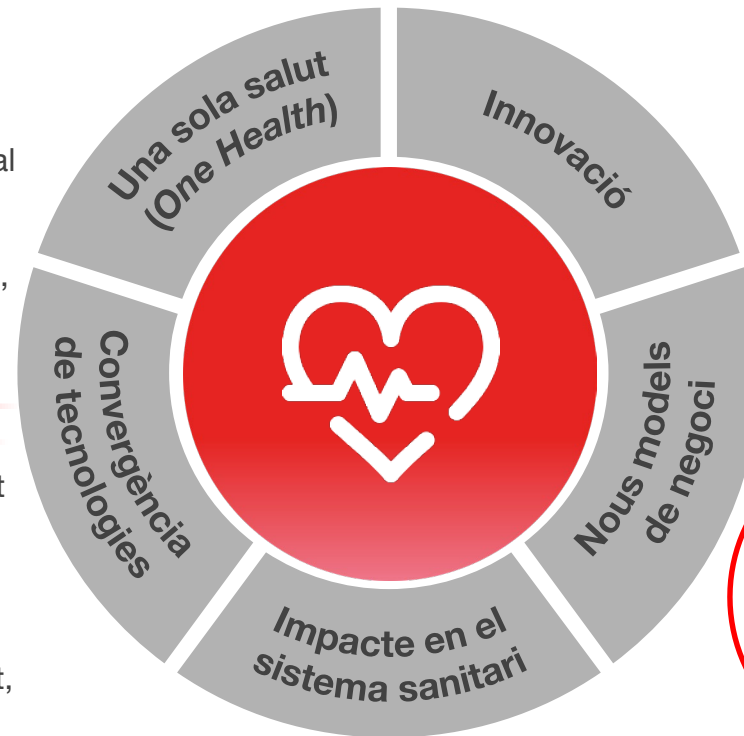 Una sola salut
(One Health)
Innovació
Nous models
de negoci
Impacte en el
sistema sanitari
Convergència
de tecnologies